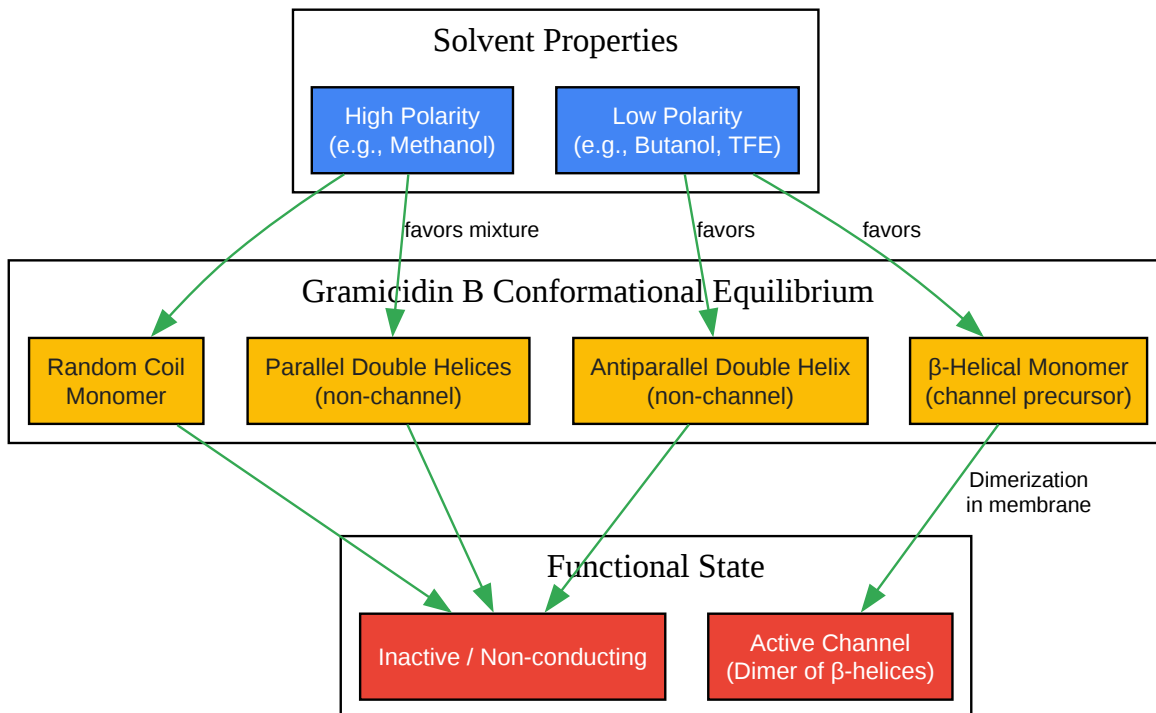 Solvent Properties
High Polarity
(e.g., Methanol)
Low Polarity
(e.g., Butanol, TFE)
favors mixture
favors
favors
Gramicidin B Conformational Equilibrium
Random Coil
Monomer
Parallel Double Helices
(non-channel)
Antiparallel Double Helix
(non-channel)
β-Helical Monomer
(channel precursor)
Dimerization
in membrane
Functional State
Inactive / Non-conducting
Active Channel
(Dimer of β-helices)